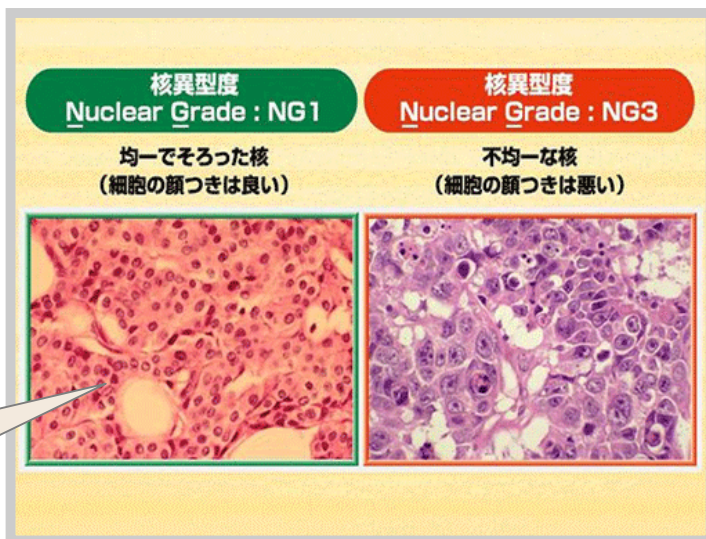 核異型度
Nuclear Grade : NG1
均一でそろった核
(細胞の顔つきは良い)
核異型度
Nuclear Grade : NG3
不均一な核
(細胞の顔つきは悪い)